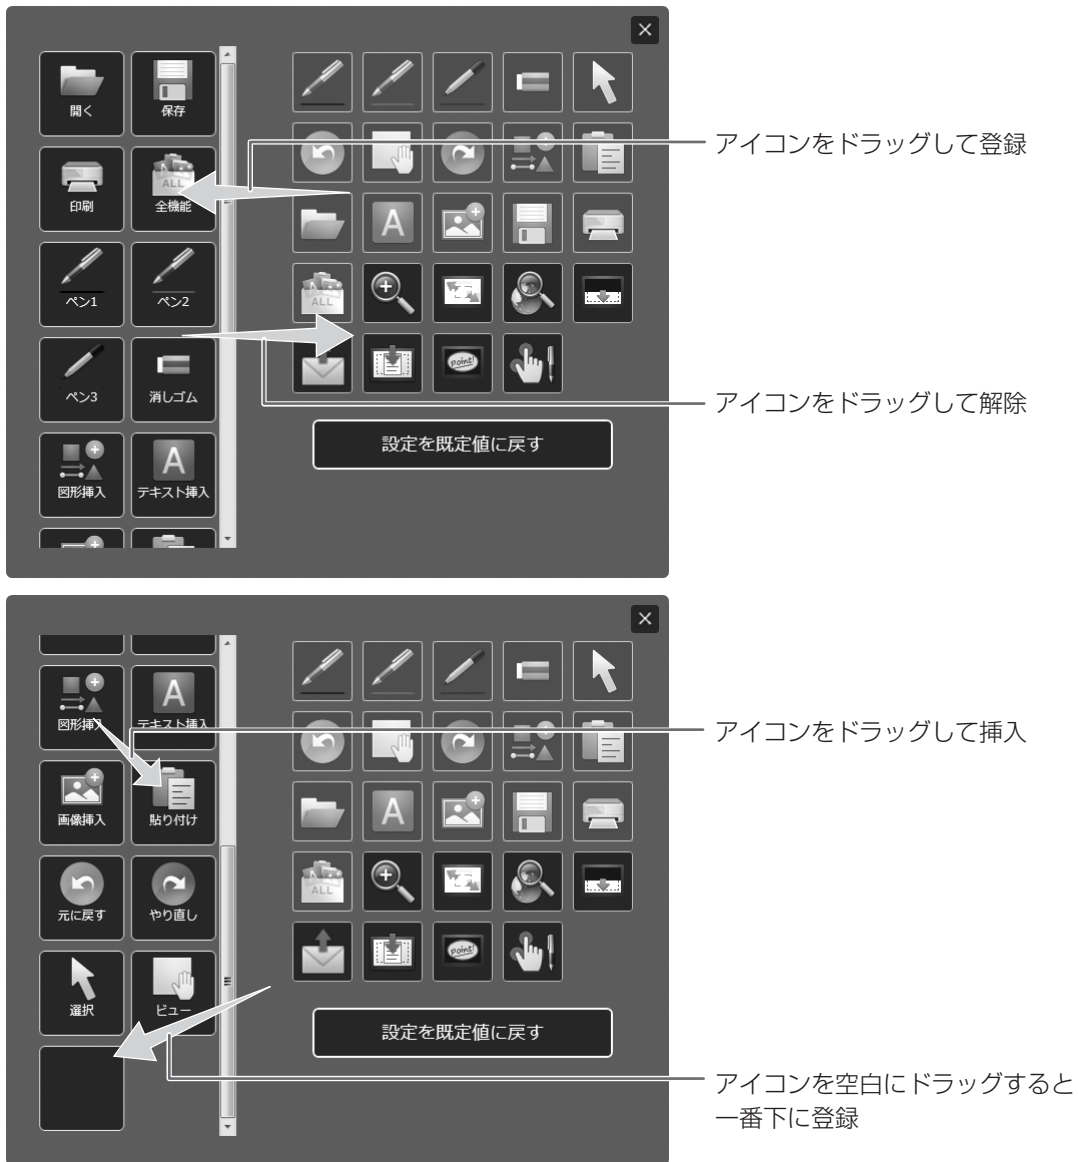 開く
保存
印刷
ALL
全機能
ペン1
ペン2
ペン3
消しゴム
図形挿入
A
テキスト挿入
A
ALL
Point!
設定を既定値に戻す
アイコンをドラッグして登録
アイコンをドラッグして解除
図形挿入
A
テキスト挿入
画像挿入
貼り付け
元に戻す
やり直し
選択
ビュー
A
ALL
Point!
設定を既定値に戻す
アイコンをドラッグして挿入
アイコンを空白にドラッグすると
一番下に登録